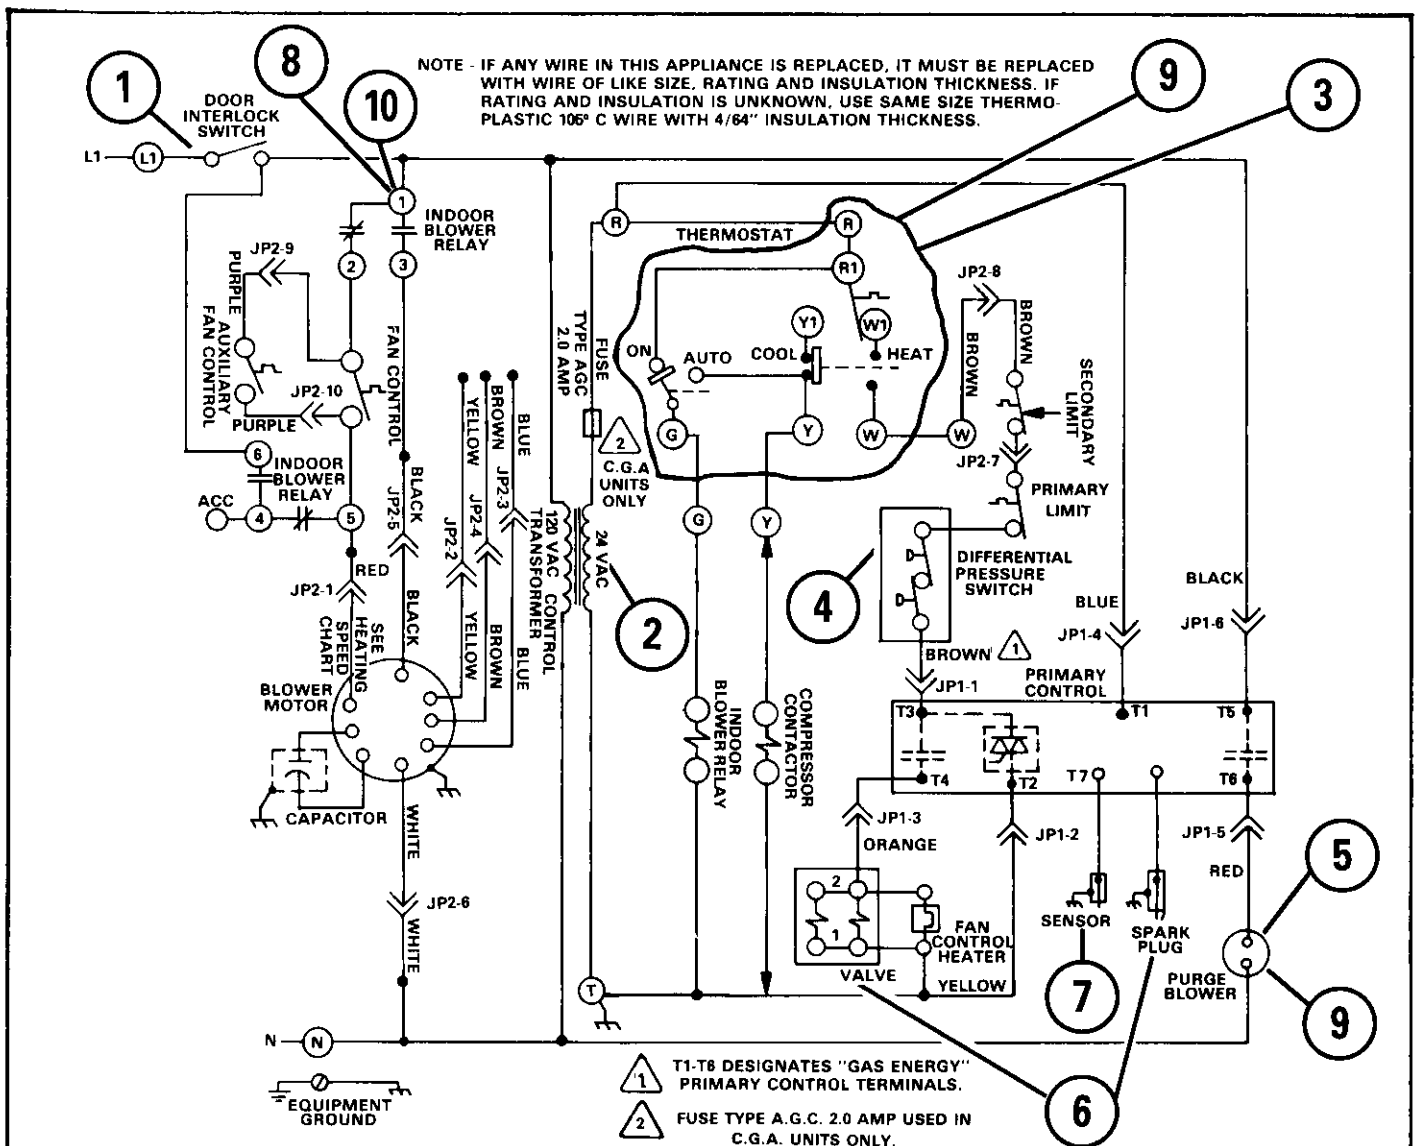 8
9
NOTE - IF ANY WIRE IN THIS APPLIANCE IS REPLACED, IT MUST BE REPLACED
WITH WIRE OF LIKE SIZE, RATING AND INSULATION THICKNESS. IF
RATING AND INSULATION IS UNKNOWN, USE SAME SIZE THERMO-
PLASTIC 105° C WIRE WITH 4/64" INSULATION THICKNESS.
1
10
3
DOOR
INTERLOCK
SWITCH
L1
L1
1
INDOOR
BLOWER
RELAY
2
3
JP2-9
PURPLE
AUXILIARY
FAN CONTROL
JP2-10
PURPLE
FAN CONTROL
6
INDOOR
BLOWER
RELAY
ACC
4
5
BLACK
JP2-5
RED
JP2-1
BLACK
SEE
HEATING
SPEED
CHART
YELLOW
JP2-2
YELLOW
BROWN
JP2-4
BROWN
BLUE
JP2-3
BLUE
BLOWER
MOTOR
CAPACITOR
WHITE
JP2-6
WHITE
N
N
EQUIPMENT
GROUND
FUSE
TYPE AGC
2.0 AMP
2
C.G.A
UNITS
ONLY
120 VAC CONTROL
TRANSFORMER
24 VAC
2
T
R
THERMOSTAT
R
R1
Y1
W1
ON
AUTO
COOL
HEAT
G
Y
W
W
G
Y
INDOOR
BLOWER RELAY
COMPRESSOR
CONTACTOR
JP2-8
BROWN
BROWN
SECONDARY
LIMIT
JP2-7
PRIMARY
LIMIT
4
DIFFERENTIAL
PRESSURE
SWITCH
BROWN
1
JP1-1
BLUE
JP1-4
BLACK
JP1-6
PRIMARY
CONTROL
T3
T1
T5
T4
T2
T7
T6
JP1-3
ORANGE
JP1-2
JP1-5
RED
5
2
1
VALVE
FAN
CONTROL
HEATER
YELLOW
SENSOR
SPARK
PLUG
7
PURGE
BLOWER
9
6
1
T1-T6 DESIGNATES "GAS ENERGY"
PRIMARY CONTROL TERMINALS.
2
FUSE TYPE A.G.C. 2.0 AMP USED IN
C.G.A. UNITS ONLY.